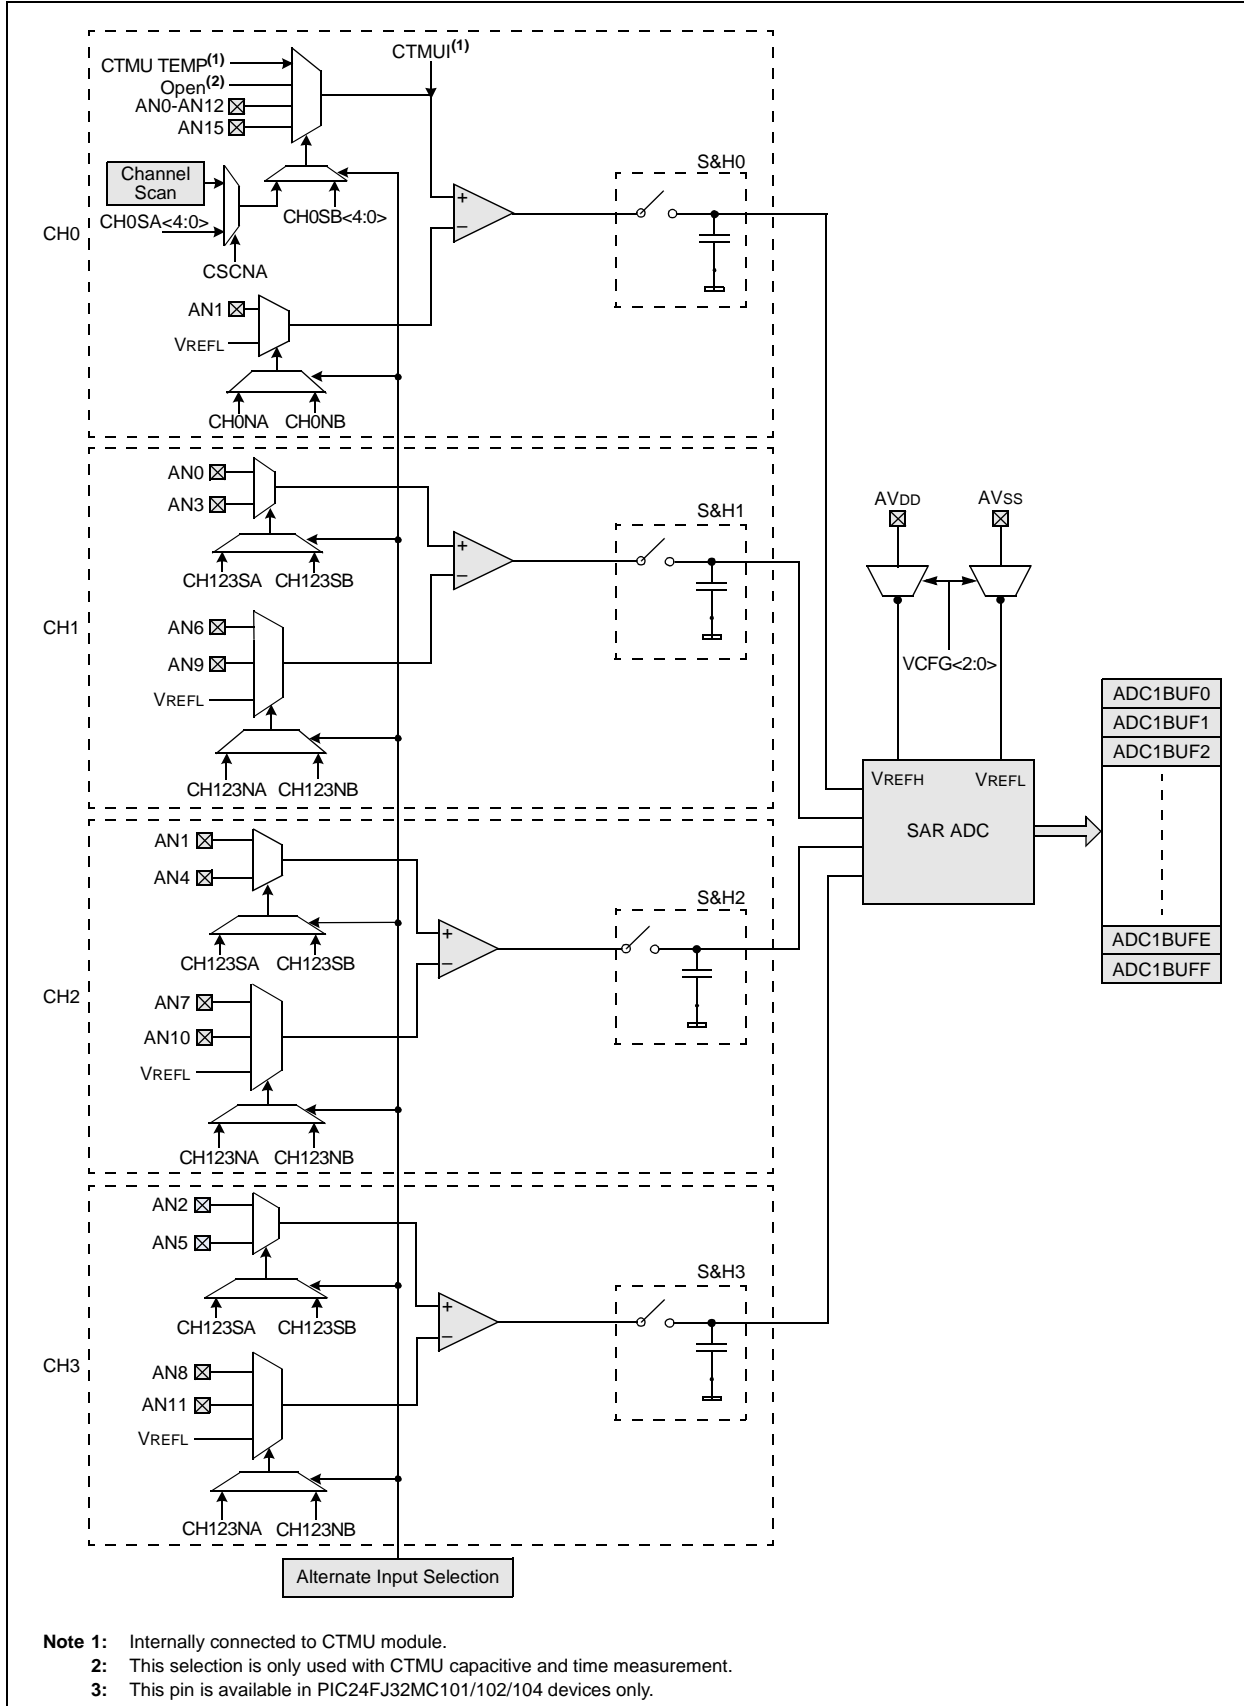 CTMU TEMP(1)
Open(2)
AN0-AN12
AN15
CTMUI(1)
Channel
Scan
CH0SA<4:0>
CH0SB<4:0>
CSCNA
CH0
+
–
S&H0
AN1
VREFL
CH0NA CH0NB
AN0
AN3
CH123SA CH123SB
+
–
S&H1
CH1
AN6
AN9
VREFL
CH123NA CH123NB
AVDD AVSS
VCFG<2:0>
VREFH VREFL
SAR ADC
ADC1BUF0
ADC1BUF1
ADC1BUF2
ADC1BUFE
ADC1BUFF
AN1
AN4
CH123SA CH123SB
+
–
S&H2
CH2
AN7
AN10
VREFL
CH123NA CH123NB
AN2
AN5
CH123SA CH123SB
+
–
S&H3
CH3
AN8
AN11
VREFL
CH123NA CH123NB
Alternate Input Selection
Note 1: Internally connected to CTMU module.
2: This selection is only used with CTMU capacitive and time measurement.
3: This pin is available in PIC24FJ32MC101/102/104 devices only.